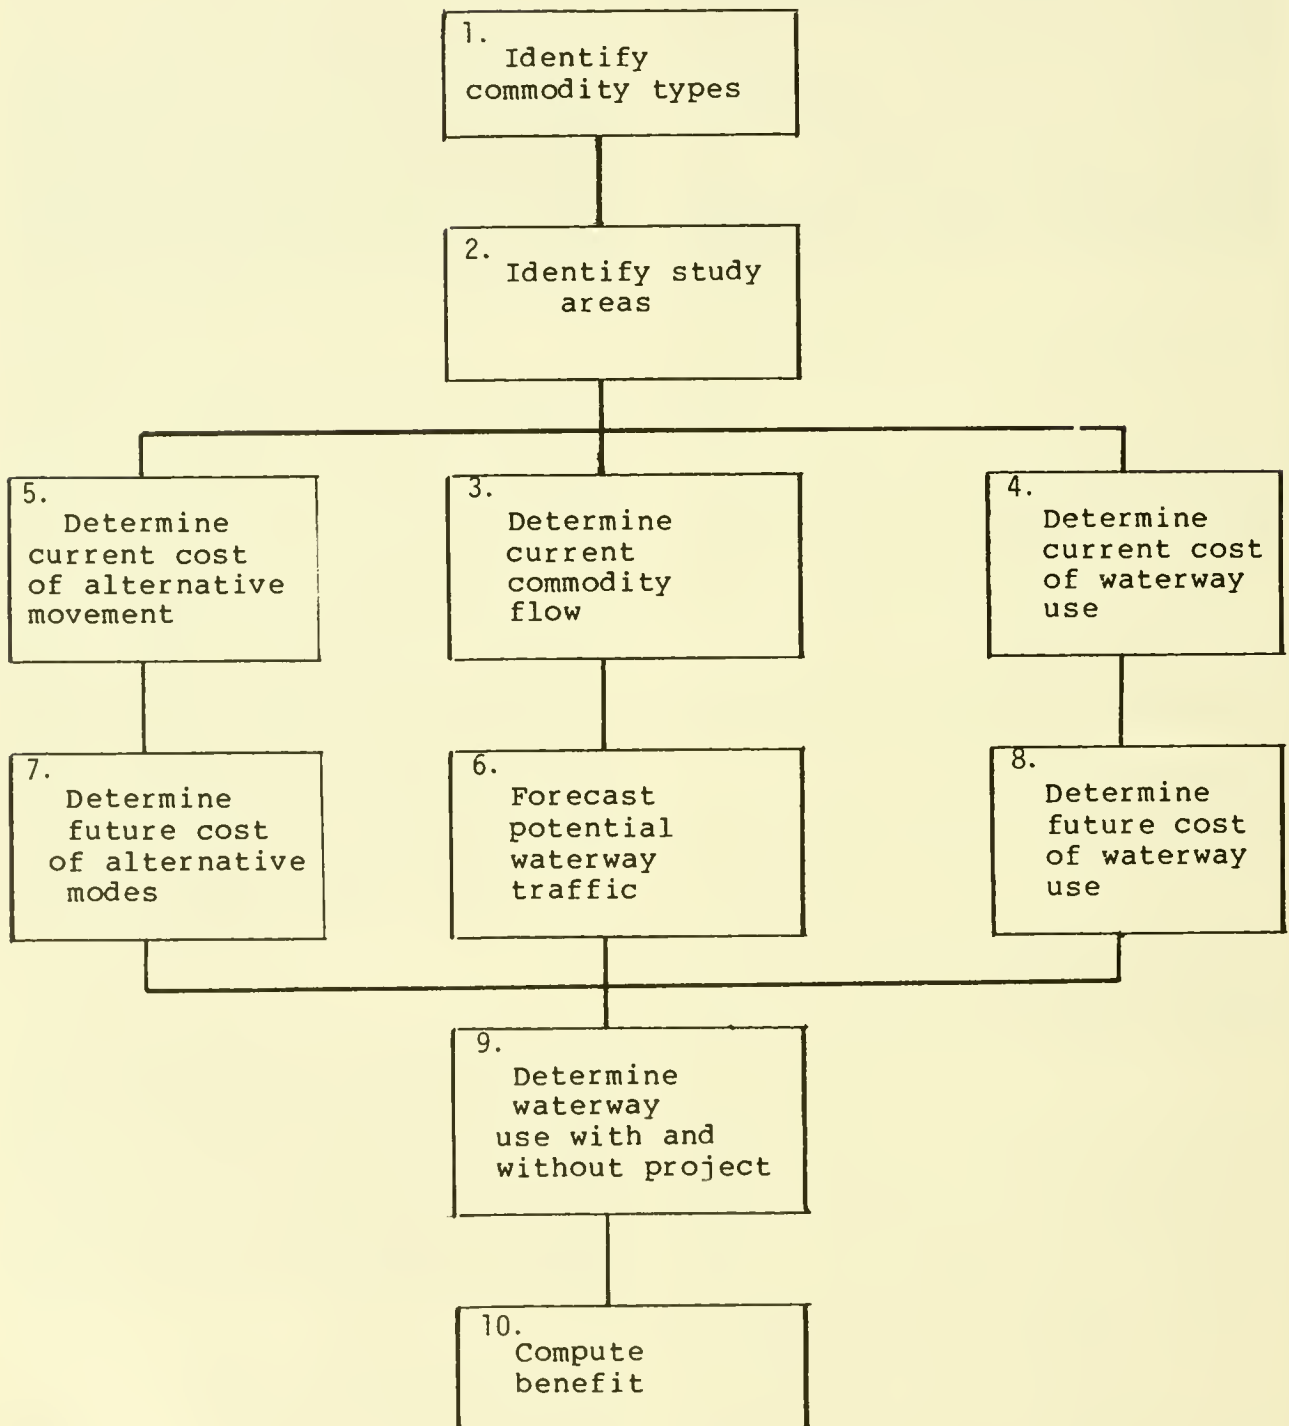 1.
Identify
commodity types
2.
Identify study
areas
5.
Determine
current cost
of alternative
movement
3.
Determine
current
commodity
flow
4.
Determine
current cost
of waterway
use
7.
Determine
future cost
of alternative
modes
6.
Forecast
potential
waterway
traffic
8.
Determine
future cost
of waterway
use
9.
Determine
waterway
use with and
without project
10.
Compute
benefit